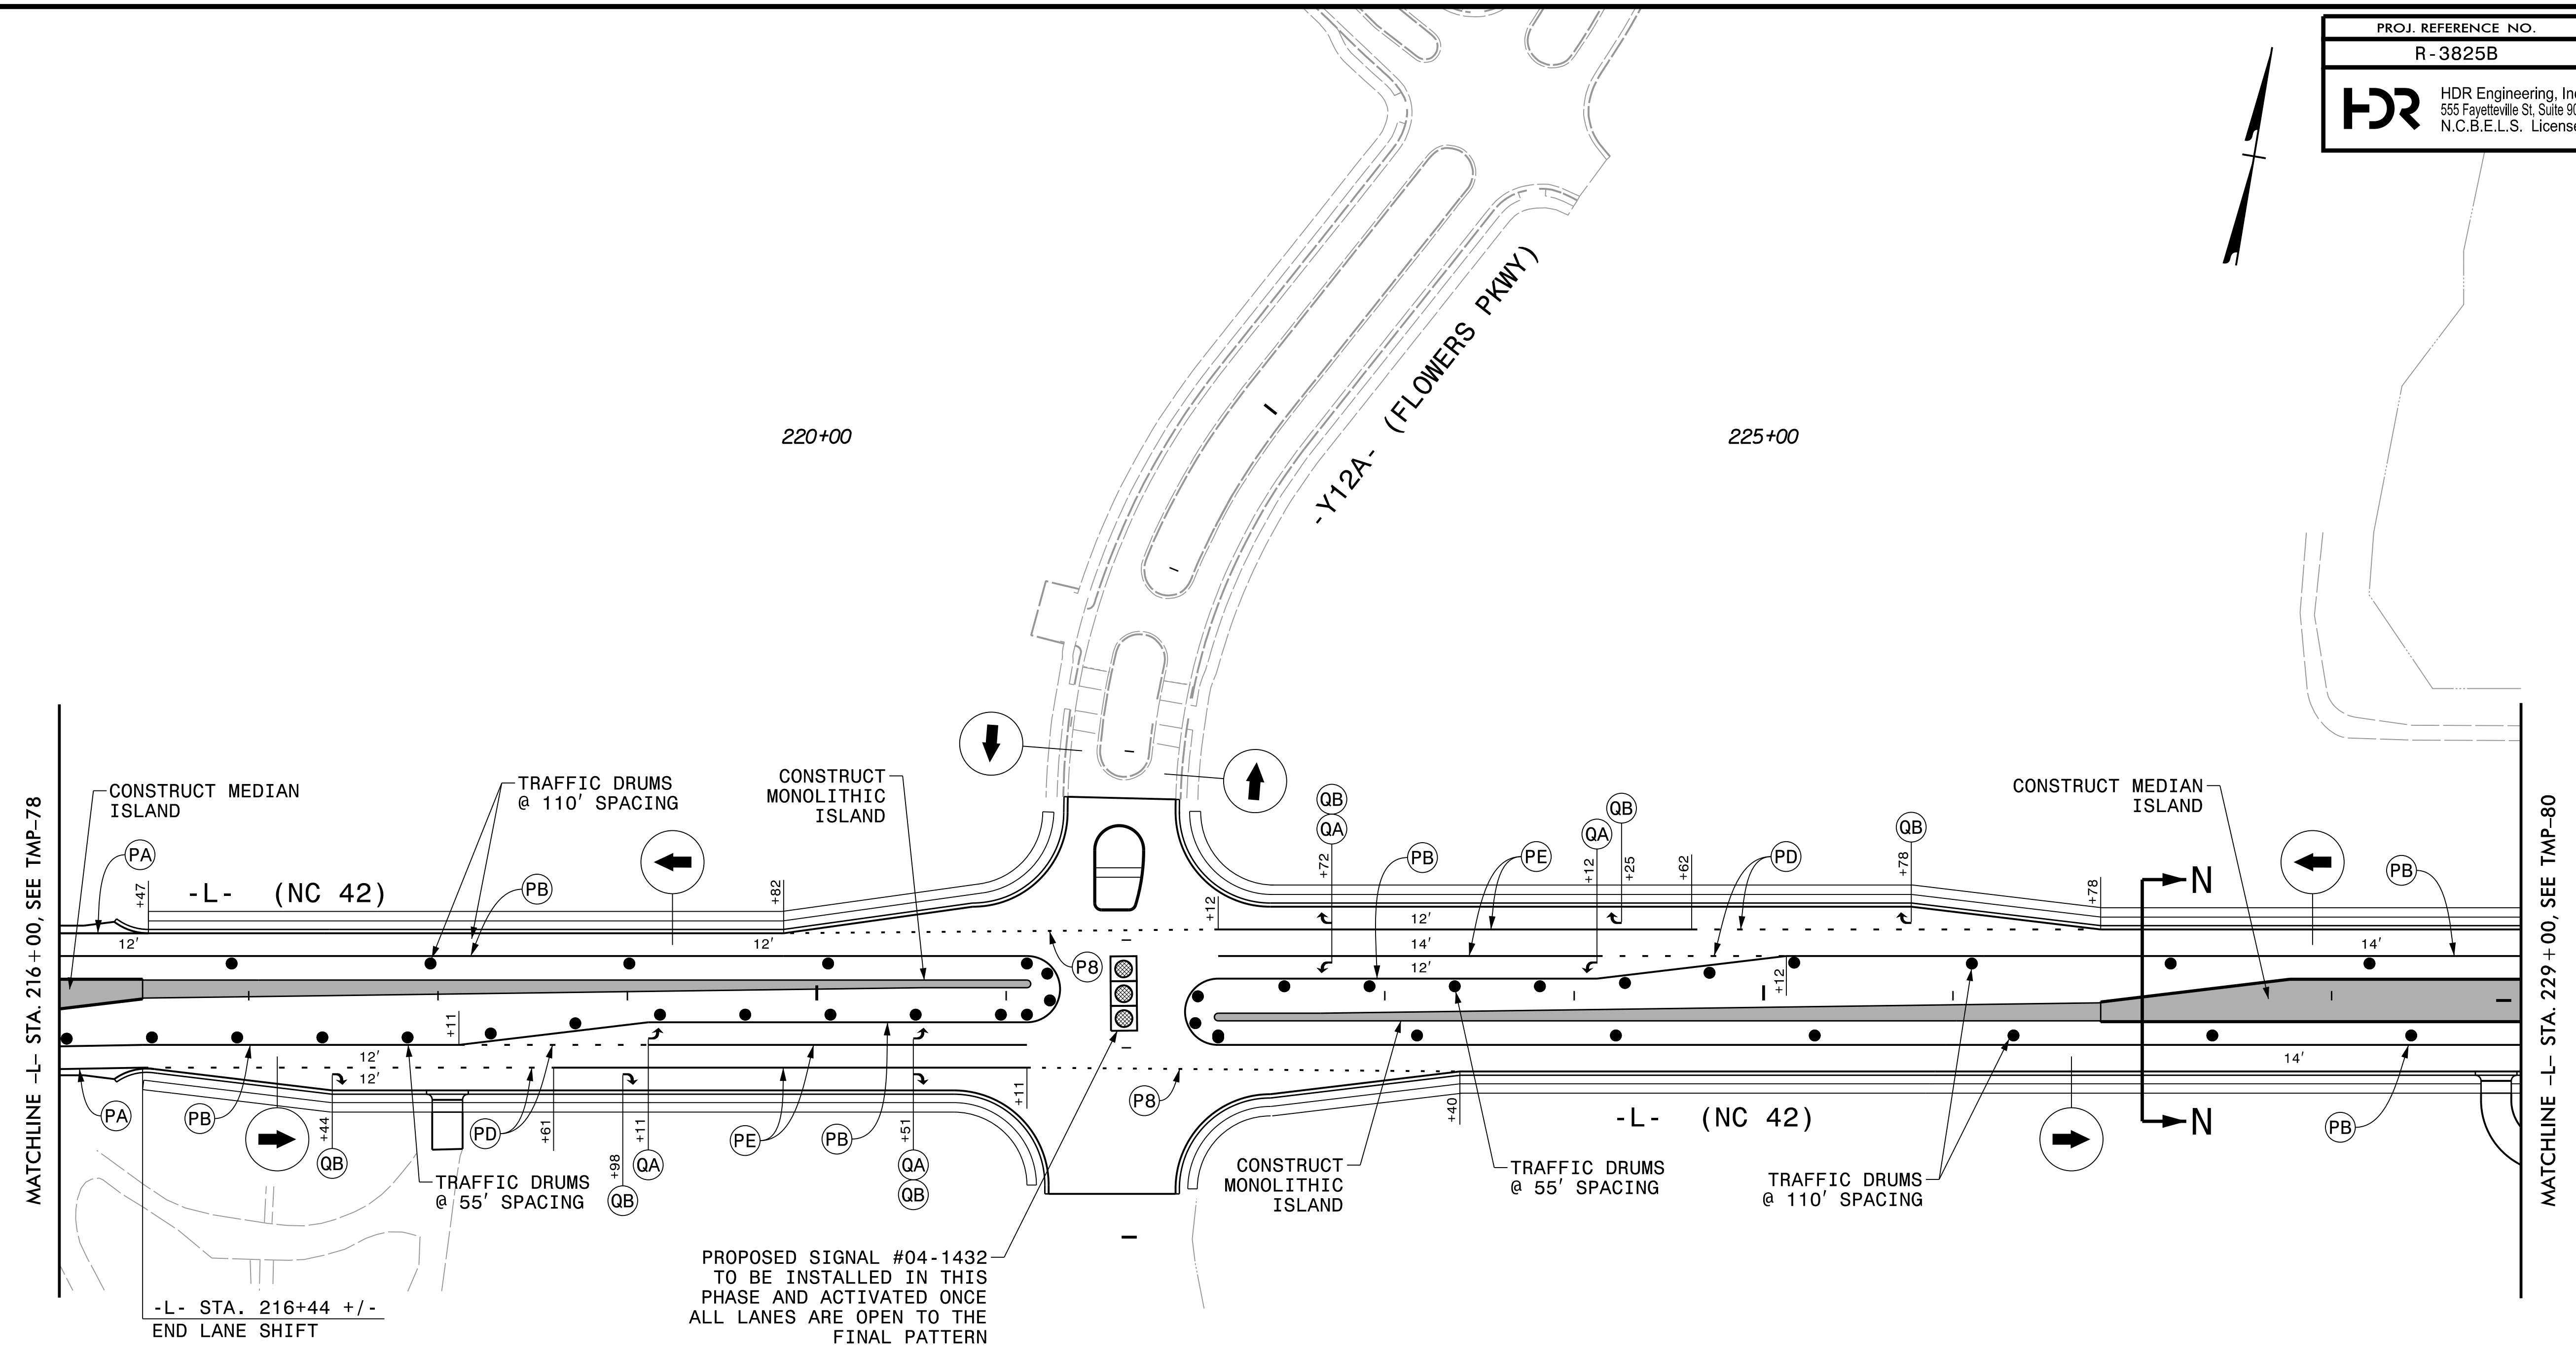 PROJ. REFERENCE NO.
R-3825B
HDR
HDR Engineering, Inc
555 Fayetteville St, Suite 90
N.C.B.E.L.S. License
220+00
225+00
-Y12A- (FLOWERS PKWY)
MATCHLINE -L- STA. 216+00, SEE TMP-78
MATCHLINE -L- STA. 229+00, SEE TMP-80
CONSTRUCT MEDIAN
ISLAND
TRAFFIC DRUMS
@ 110' SPACING
CONSTRUCT
MONOLITHIC
ISLAND
CONSTRUCT MEDIAN
ISLAND
PA
+47
-L- (NC 42)
PB
+82
12'
12'
QB
QA
+72
PB
PE
QA
+12
QB
+25
+62
PD
QB
+78
+78
N
PB
+12
12'
14'
12'
14'
P8
+12
+11
12'
12'
14'
PA
PB
+44
QB
PD
+61
+98
QB
+11
QA
PE
PB
+51
QA
QB
+11
P8
+40
-L- (NC 42)
N
PB
TRAFFIC DRUMS
@ 55' SPACING
CONSTRUCT
MONOLITHIC
ISLAND
TRAFFIC DRUMS
@ 55' SPACING
TRAFFIC DRUMS
@ 110' SPACING
PROPOSED SIGNAL #04-1432
TO BE INSTALLED IN THIS
PHASE AND ACTIVATED ONCE
ALL LANES ARE OPEN TO THE
FINAL PATTERN
-L- STA. 216+44 +/-
END LANE SHIFT